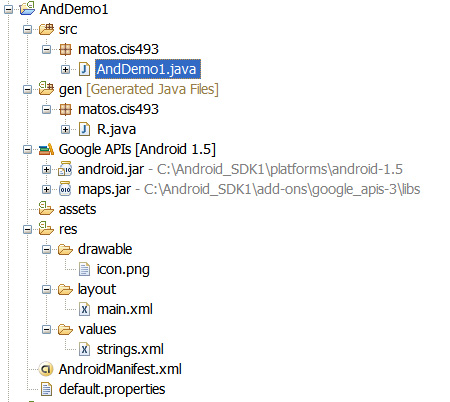 AndDemo1
src
matos.cis493
AndDemo1.java
gen [Generated Java Files]
matos.cis493
R.java
Google APIs [Android 1.5]
android.jar - C:\Android_SDK1\platforms\android-1.5
maps.jar - C:\Android_SDK1\add-ons\google_apis-3\libs
assets
res
drawable
icon.png
layout
main.xml
values
strings.xml
AndroidManifest.xml
default.properties